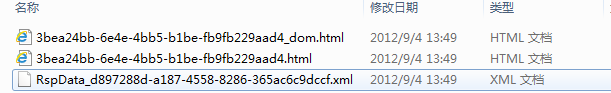 名称 修改日期 类型
3bea24bb-6e4e-4bb5-b1be-fb9fb229aad4_dom.html 2012/9/4 13:49 HTML 文档
3bea24bb-6e4e-4bb5-b1be-fb9fb229aad4.html 2012/9/4 13:49 HTML 文档
RspData_d897288d-a187-4558-8286-365ac6c9dccf.xml 2012/9/4 13:49 XML 文档